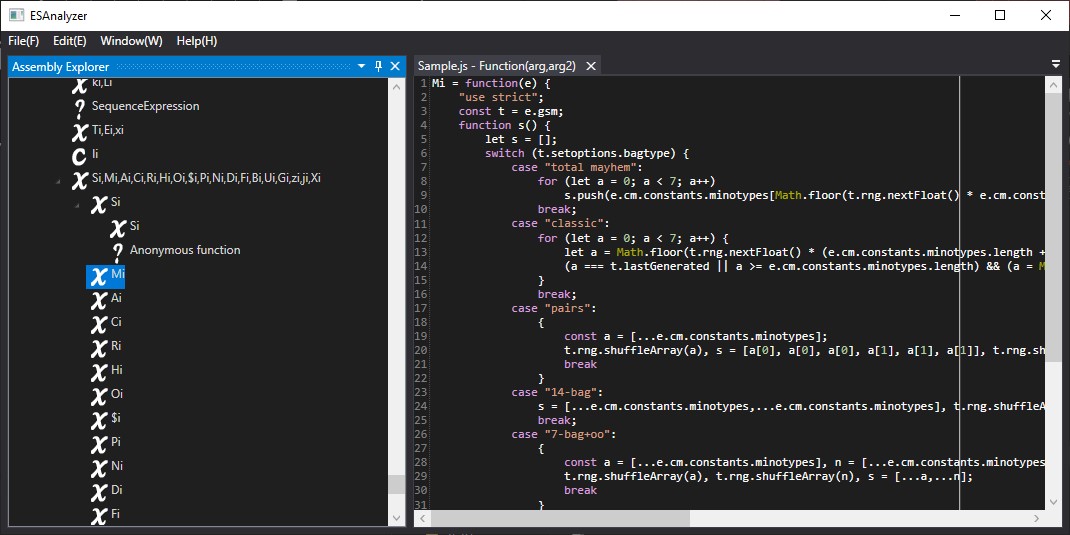 ESAnalyzer
File(F) Edit(E) Window(W) Help(H)
Assembly Explorer
ki,Li
SequenceExpression
Ti,Ei,xi
Ii
Si,Mi,Ai,Ci,Ri,Hi,Oi,$i,Pi,Ni,Di,Fi,Bi,Ui,Gi,zi,ji,Xi
Si
Si
Anonymous function
Mi
Ai
Ci
Ri
Hi
Oi
$i
Pi
Ni
Di
Fi
Sample.js - Function(arg,arg2)
1 Mi = function(e) {
2 "use strict";
3 const t = e.gsm;
4 function s() {
5 let s = [];
6 switch (t.setoptions.bagtype) {
7 case "total mayhem":
8 for (let a = 0; a < 7; a++)
9 s.push(e.cm.constants.minotypes[Math.floor(t.rng.nextFloat() * e.cm.const
10 break;
11 case "classic":
12 for (let a = 0; a < 7; a++) {
13 let a = Math.floor(t.rng.nextFloat() * (e.cm.constants.minotypes.length +
14 (a === t.lastGenerated || a >= e.cm.constants.minotypes.length) && (a = M
15 }
16 break;
17 case "pairs":
18 {
19 const a = [...e.cm.constants.minotypes];
20 t.rng.shuffleArray(a), s = [a[0], a[0], a[0], a[1], a[1], a[1]], t.rng.sh
21 break
22 }
23 case "14-bag":
24 s = [...e.cm.constants.minotypes,...e.cm.constants.minotypes], t.rng.shuffleA
25 break;
26 case "7-bag+oo":
27 {
28 const a = [...e.cm.constants.minotypes], n = [...e.cm.constants.minotypes
29 t.rng.shuffleArray(a), t.rng.shuffleArray(n), s = [...a,...n];
30 break
31 }